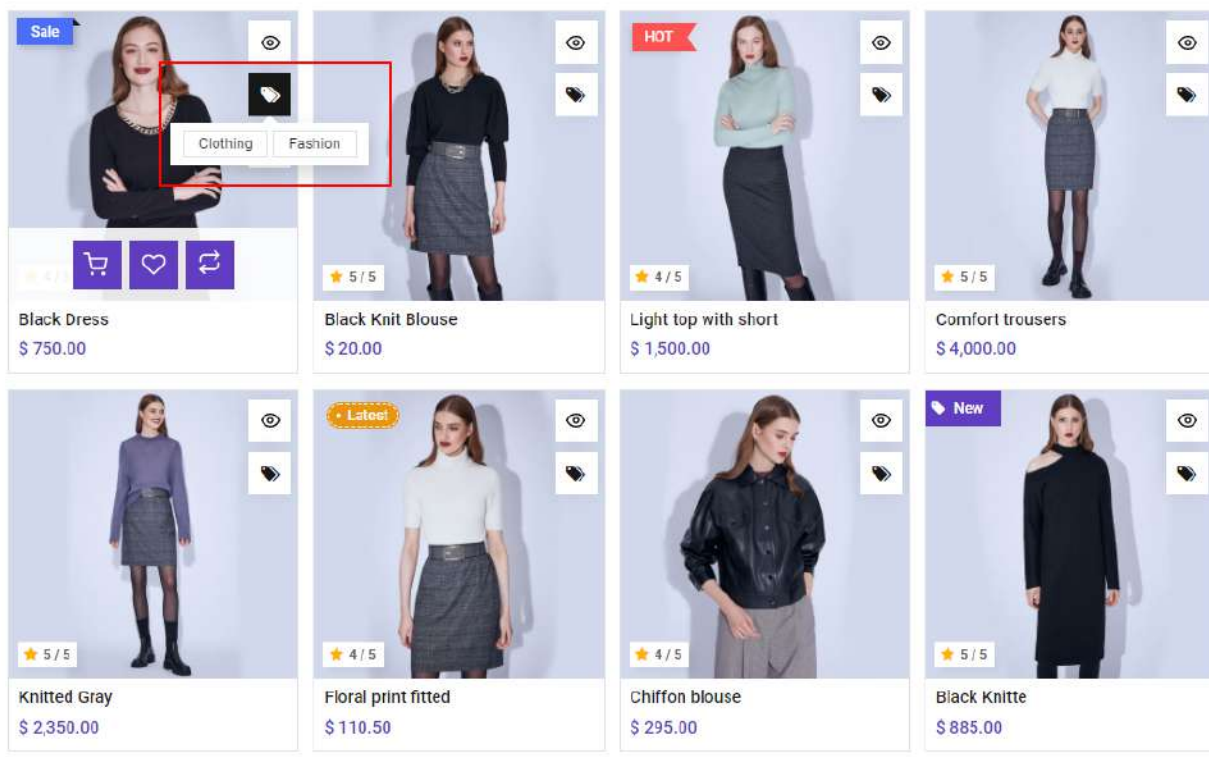 Sale
HOT
Clothing
Fashion
5 / 5
4 / 5
5 / 5
Black Dress
$ 750.00
Black Knit Blouse
$ 20.00
Light top with short
$ 1,500.00
Comfort trousers
$ 4,000.00
• Latest
New
5 / 5
4 / 5
4 / 5
5 / 5
Knitted Gray
$ 2,350.00
Floral print fitted
$ 110.50
Chiffon blouse
$ 295.00
Black Knitte
$ 885.00